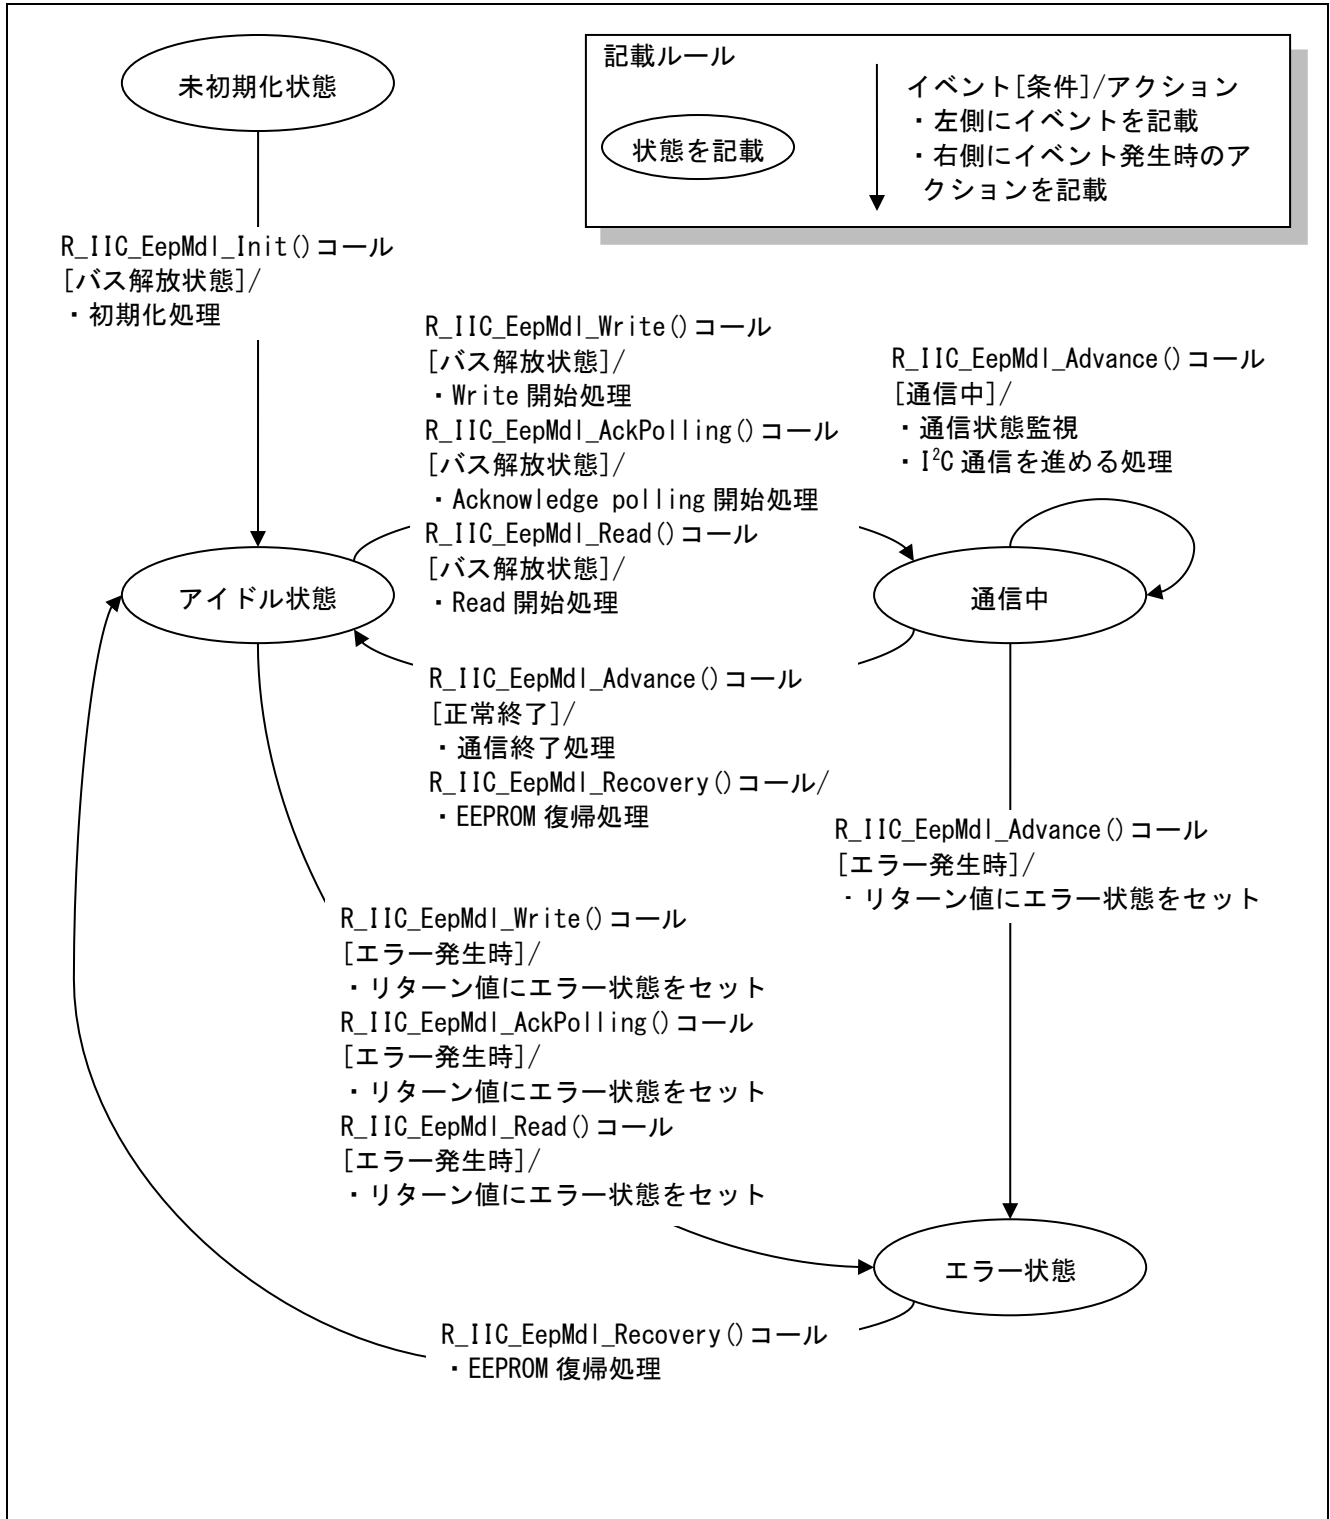 未初期化状態
記載ルール
状態を記載
イベント[条件]/アクション
・左側にイベントを記載
・右側にイベント発生時のア
クションを記載
R_IIC_EepMdl_Init()コール
[バス解放状態]/
・初期化処理
R_IIC_EepMdl_Write()コール
[バス解放状態]/
・Write 開始処理
R_IIC_EepMdl_AckPolling()コール
[バス解放状態]/
・Acknowledge polling 開始処理
R_IIC_EepMdl_Read()コール
[バス解放状態]/
・Read 開始処理
R_IIC_EepMdl_Advance()コール
[通信中]/
・通信状態監視
・I²C 通信を進める処理
アイドル状態
通信中
R_IIC_EepMdl_Advance()コール
[正常終了]/
・通信終了処理
R_IIC_EepMdl_Recovery()コール/
・EEPROM 復帰処理
R_IIC_EepMdl_Advance()コール
[エラー発生時]/
・リターン値にエラー状態をセット
R_IIC_EepMdl_Write()コール
[エラー発生時]/
・リターン値にエラー状態をセット
R_IIC_EepMdl_AckPolling()コール
[エラー発生時]/
・リターン値にエラー状態をセット
R_IIC_EepMdl_Read()コール
[エラー発生時]/
・リターン値にエラー状態をセット
エラー状態
R_IIC_EepMdl_Recovery()コール
・EEPROM 復帰処理